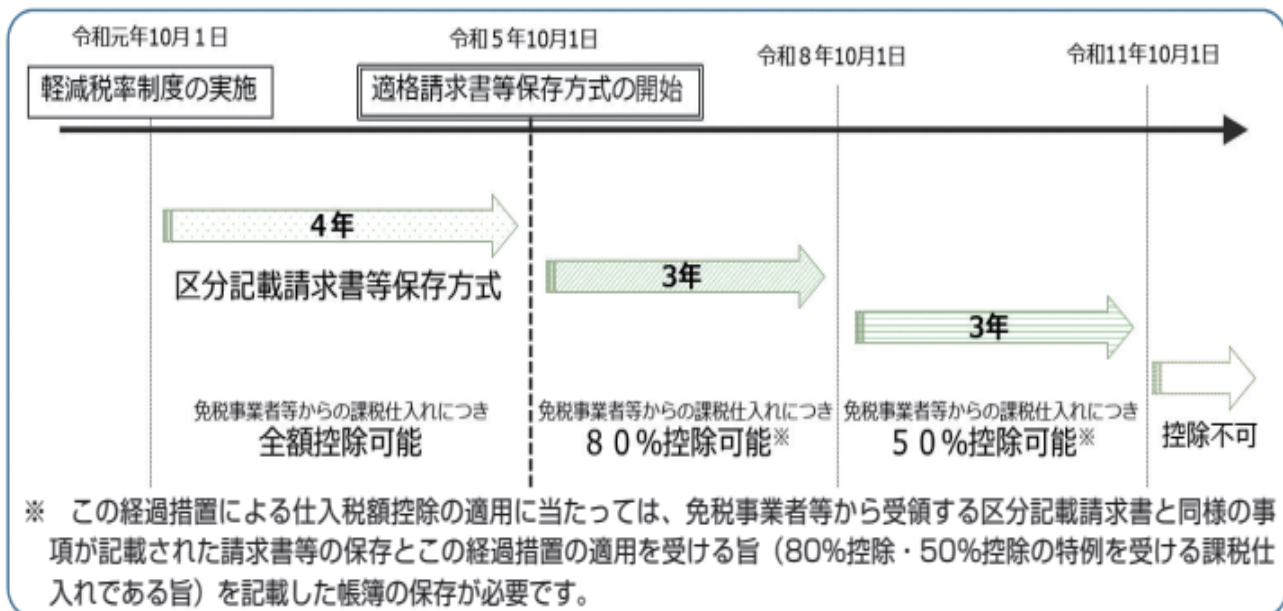 令和元年10月1日
令和5年10月1日
令和8年10月1日
令和11年10月1日
軽減税率制度の実施
適格請求書等保存方式の開始
4年
区分記載請求書等保存方式
3年
3年
免税事業者等からの課税仕入れにつき
全額控除可能
免税事業者等からの課税仕入れにつき
80%控除可能※
免税事業者等からの課税仕入れにつき
50%控除可能※
控除不可
※ この経過措置による仕入税額控除の適用に当たっては、免税事業者等から受領する区分記載請求書と同様の事
項が記載された請求書等の保存とこの経過措置の適用を受ける旨（80%控除・50%控除の特例を受ける課税仕
入れである旨）を記載した帳簿の保存が必要です。